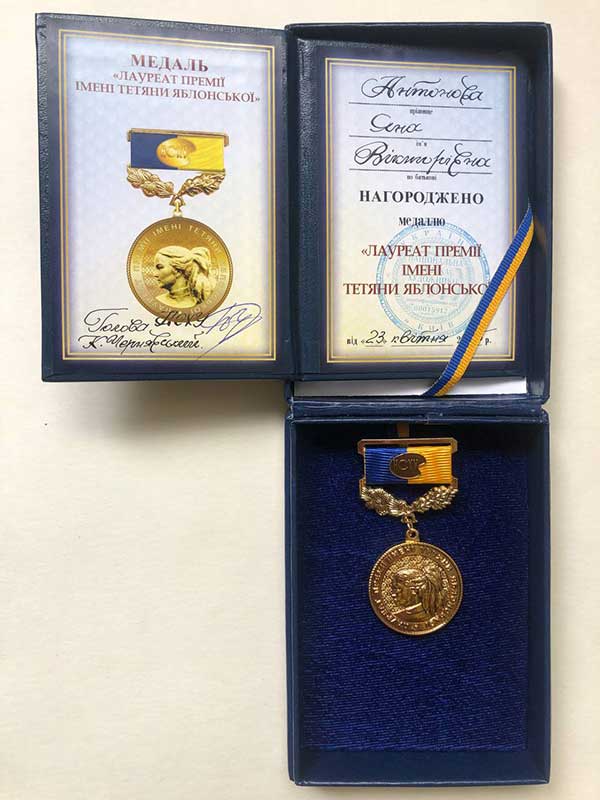 МЕДАЛЬ
«ЛАУРЕАТ ПРЕМІЇ
ІМЕНІ ТЕТЯНИ ЯБЛОНСЬКОЇ»
Голова НСХУ
К. Чернявський
Антонова
прізвище
Яна
ім'я
Вікторівна
по батькові
НАГОРОДЖЕНО
медаллю
«ЛАУРЕАТ ПРЕМІЇ
ІМЕНІ
ТЕТЯНИ ЯБЛОНСЬКО
від «23» квітня р.